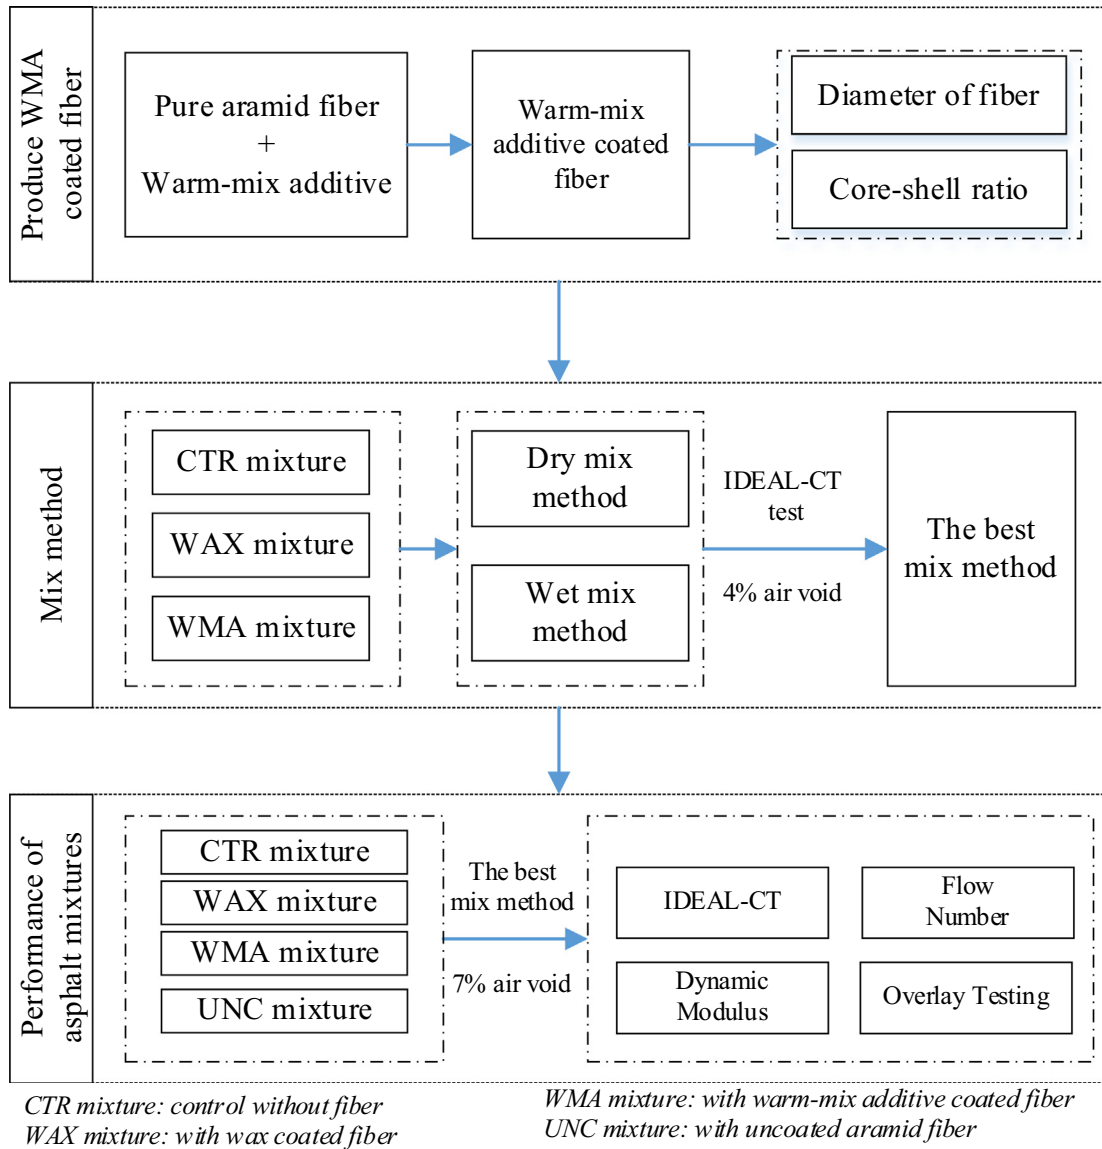 Produce WMA
coated fiber
Pure aramid fiber
+
Warm-mix additive
Warm-mix
additive coated
fiber
Diameter of fiber
Core-shell ratio
Mix method
CTR mixture
WAX mixture
WMA mixture
Dry mix
method
Wet mix
method
IDEAL-CT
test
4% air void
The best
mix method
Performance of
asphalt mixtures
CTR mixture
WAX mixture
WMA mixture
UNC mixture
The best
mix method
7% air void
IDEAL-CT
Flow
Number
Dynamic
Modulus
Overlay Testing
CTR mixture: control without fiber
WAX mixture: with wax coated fiber
WMA mixture: with warm-mix additive coated fiber
UNC mixture: with uncoated aramid fiber